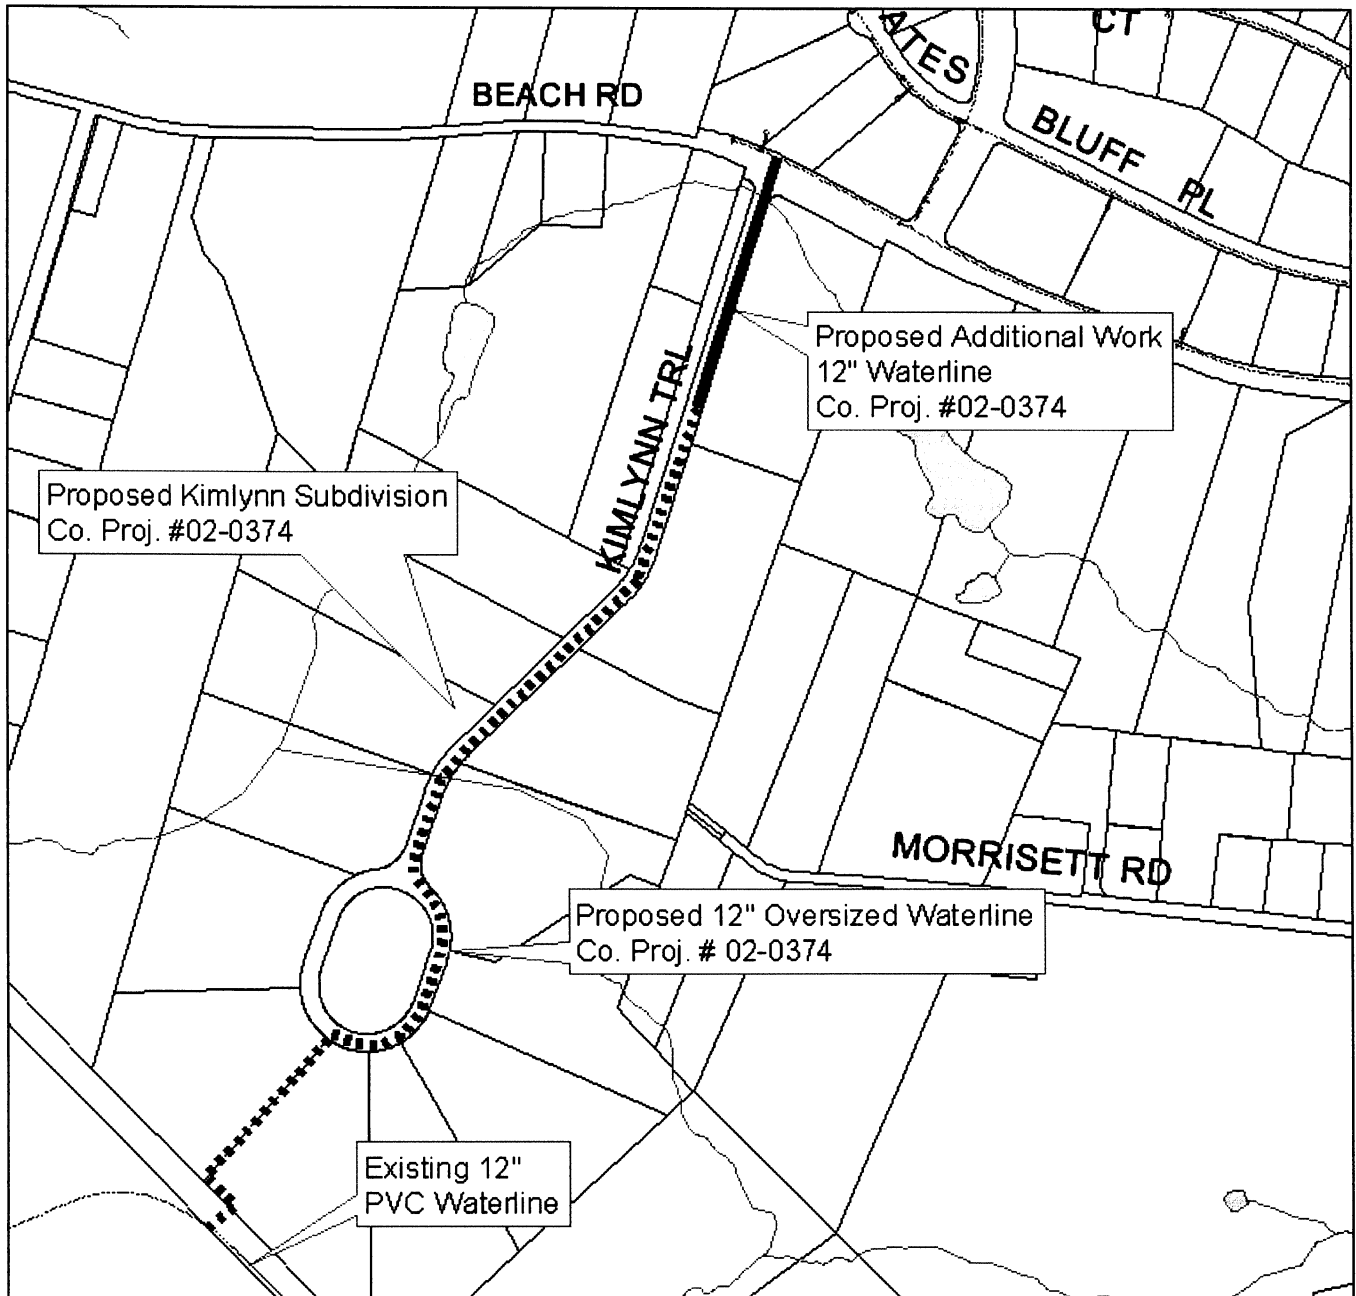 CT
ATES
BEACH RD
BLUFF PL
Proposed Additional Work
12" Waterline
Co. Proj. #02-0374
KIMLYNN TRL
Proposed Kimlynn Subdivision
Co. Proj. #02-0374
MORRISETT RD
Proposed 12" Oversized Waterline
Co. Proj. # 02-0374
Existing 12"
PVC Waterline